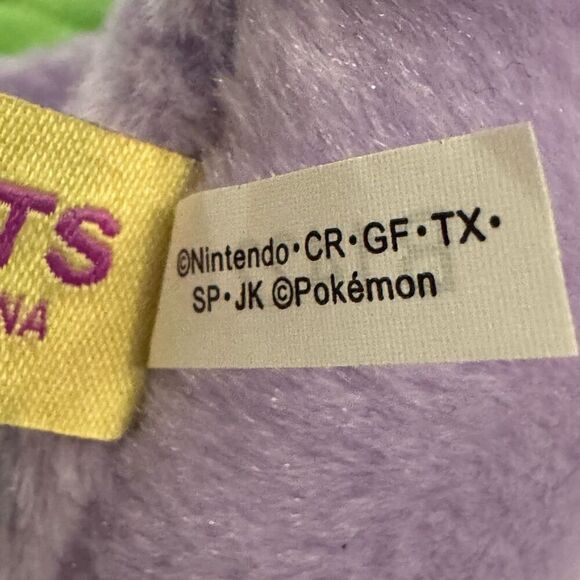 TS
NA
©Nintendo・CR・GF・TX・
SP・JK ©Pokémon